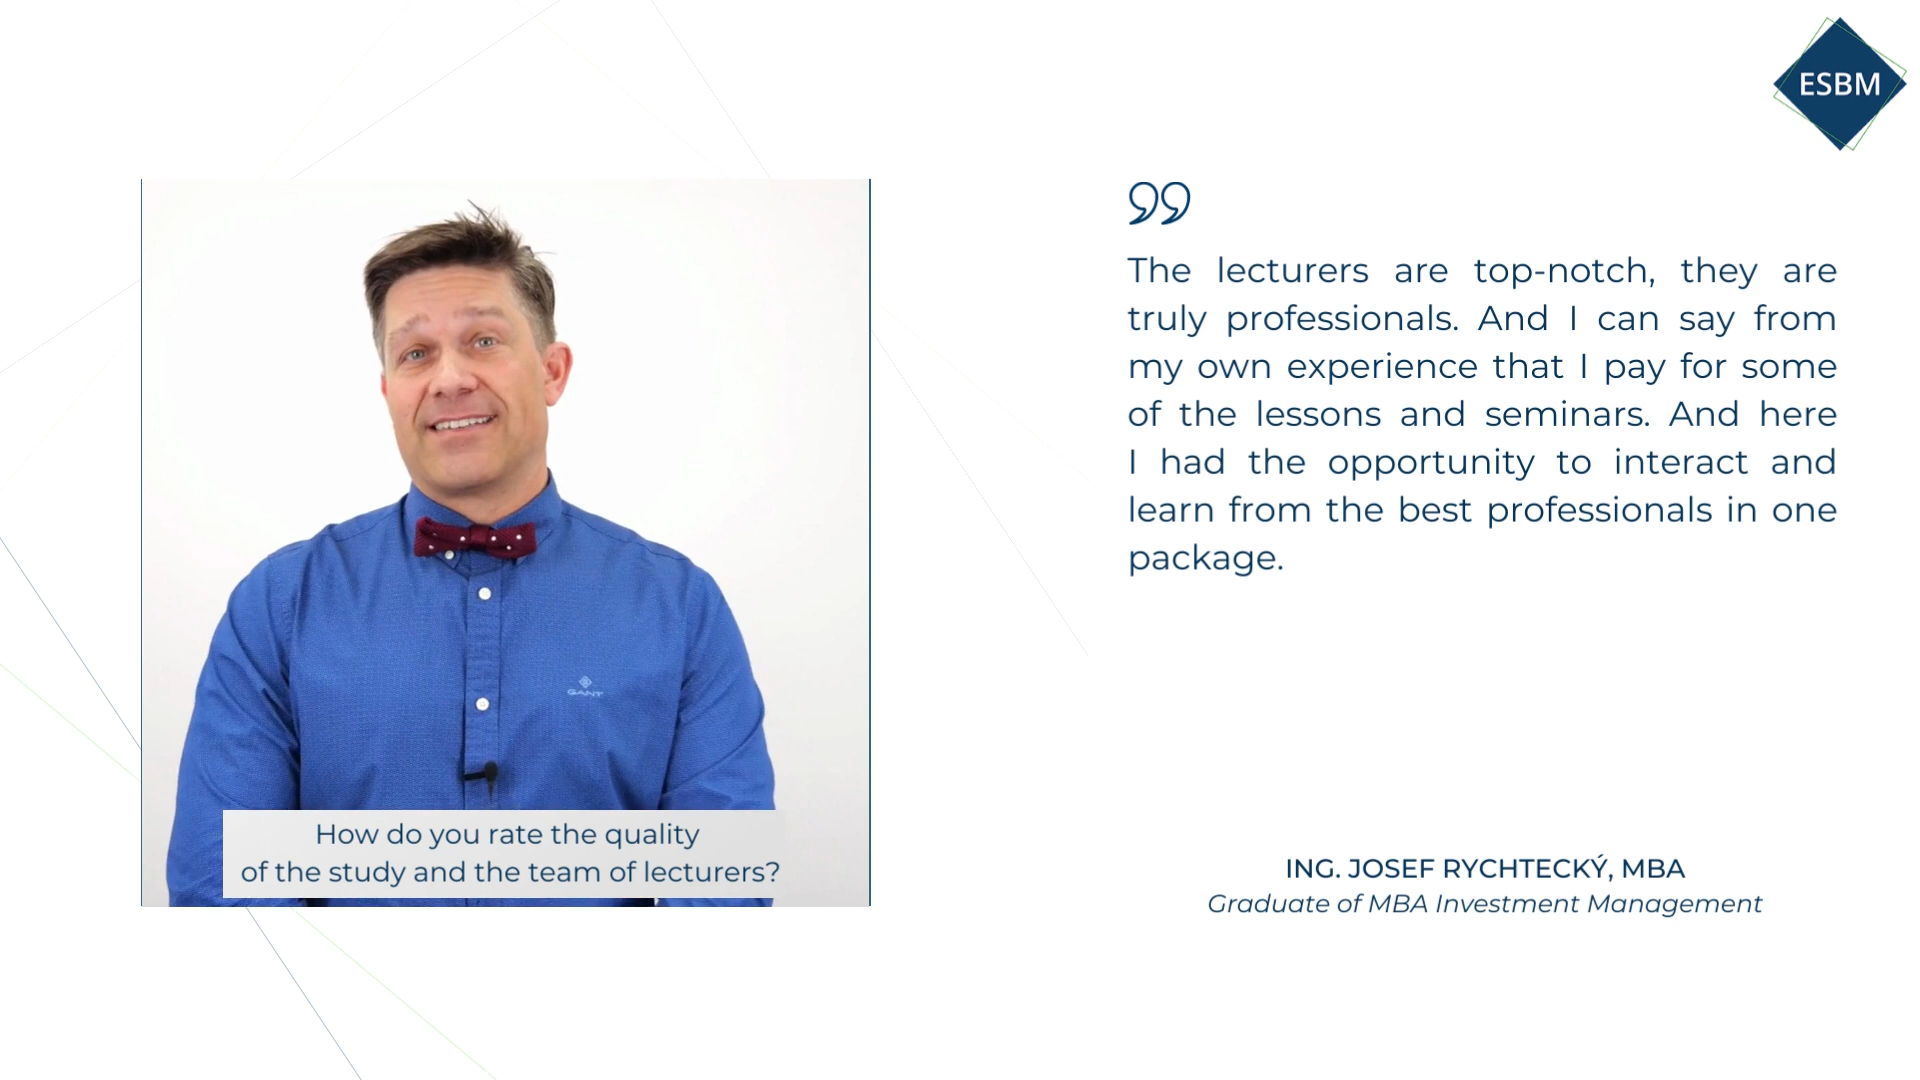 ESBM
The lecturers are top-notch, they are
truly professionals. And I can say from
my own experience that I pay for some
of the lessons and seminars. And here
I had the opportunity to interact and
learn from the best professionals in one
package.
GANT
How do you rate the quality
of the study and the team of lecturers?
ING. JOSEF RYCHTECKÝ, MBA
Graduate of MBA Investment Management